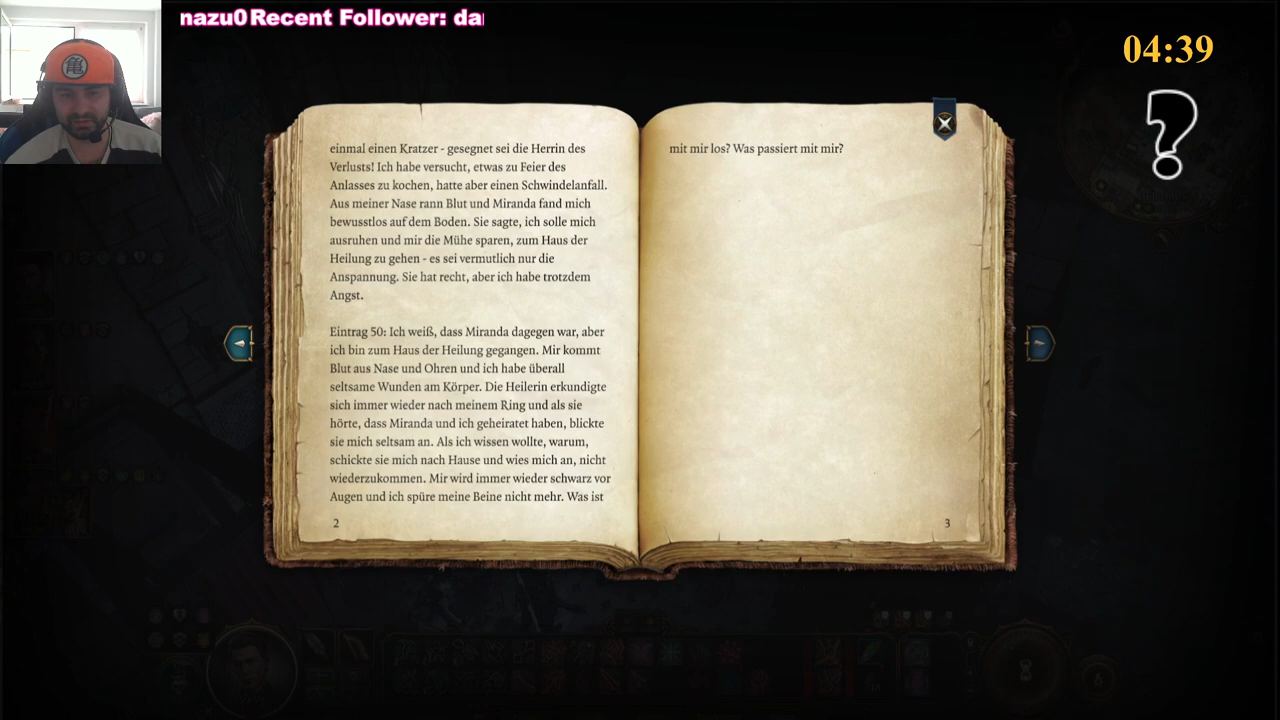 nazu0Recent Follower: da
04:39
亀
einmal einen Kratzer - gesegnet sei die Herrin des
Verlusts! Ich habe versucht, etwas zu Feier des
Anlasses zu kochen, hatte aber einen Schwindelanfall.
Aus meiner Nase rann Blut und Miranda fand mich
bewusstlos auf dem Boden. Sie sagte, ich solle mich
ausruhen und mir die Mühe sparen, zum Haus der
Heilung zu gehen - es sei vermutlich nur die
Anspannung. Sie hat recht, aber ich habe trotzdem
Angst.
Eintrag 50: Ich weiß, dass Miranda dagegen war, aber
ich bin zum Haus der Heilung gegangen. Mir kommt
Blut aus Nase und Ohren und ich habe überall
seltsame Wunden am Körper. Die Heilerin erkundigte
sich immer wieder nach meinem Ring und als sie
hörte, dass Miranda und ich geheiratet haben, blickte
sie mich seltsam an. Als ich wissen wollte, warum,
schickte sie mich nach Hause und wies mich an, nicht
wiederzukommen. Mir wird immer wieder schwarz vor
Augen und ich spüre meine Beine nicht mehr. Was ist
2
mit mir los? Was passiert mit mir?
3
?